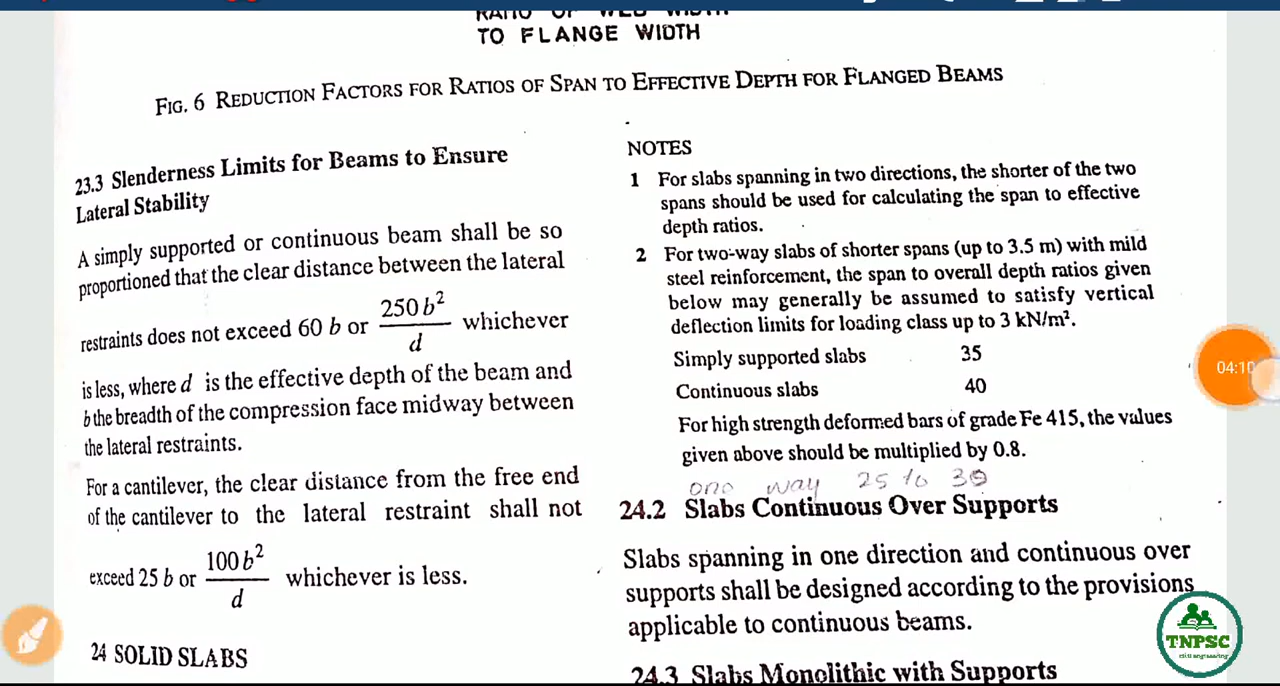 TO FLANGE WIDTH
FIG. 6 REDUCTION FACTORS FOR RATIOS OF SPAN TO EFFECTIVE DEPTH FOR FLANGED BEAMS
23.3 Slenderness Limits for Beams to Ensure
Lateral Stability
A simply supported or continuous beam shall be so
proportioned that the clear distance between the lateral
restraints does not exceed 60 b or 250 b² / d whichever
is less, where d is the effective depth of the beam and
b the breadth of the compression face midway between
the lateral restraints.
For a cantilever, the clear distance from the free end
of the cantilever to the lateral restraint shall not
exceed 25 b or 100 b² / d whichever is less.
24 SOLID SLABS
NOTES
1 For slabs spanning in two directions, the shorter of the two
spans should be used for calculating the span to effective
depth ratios.
2 For two-way slabs of shorter spans (up to 3.5 m) with mild
steel reinforcement, the span to overall depth ratios given
below may generally be assumed to satisfy vertical
deflection limits for loading class up to 3 kN/m².
Simply supported slabs 35
Continuous slabs 40
For high strength deformed bars of grade Fe 415, the values
given above should be multiplied by 0.8.
one way 25 to 30
24.2 Slabs Continuous Over Supports
Slabs spanning in one direction and continuous over
supports shall be designed according to the provisions
applicable to continuous beams.
24.3 Slabs Monolithic with Supports
04:10
TNPSC